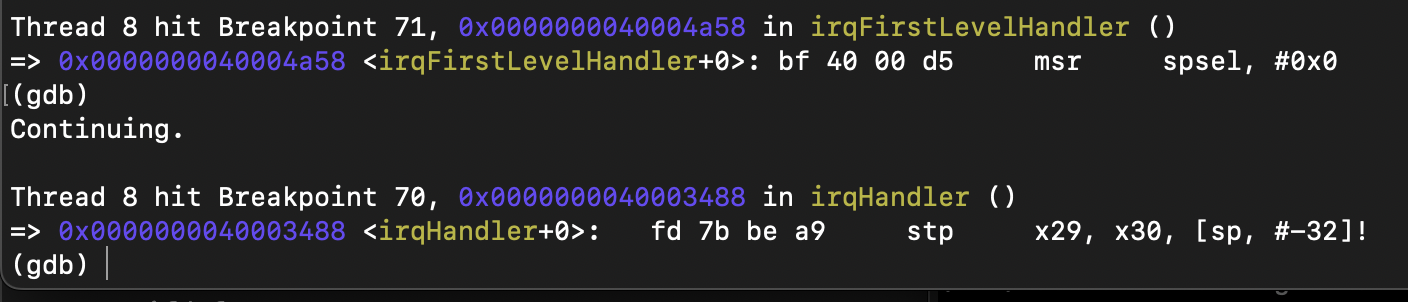 Thread 8 hit Breakpoint 71, 0x0000000040004a58 in irqFirstLevelHandler ()
=> 0x0000000040004a58 <irqFirstLevelHandler+0>: bf 40 00 d5 msr spsel, #0x0
[(gdb)
Continuing.
Thread 8 hit Breakpoint 70, 0x0000000040003488 in irqHandler ()
=> 0x0000000040003488 <irqHandler+0>: fd 7b be a9 stp x29, x30, [sp, #-32]!
(gdb)